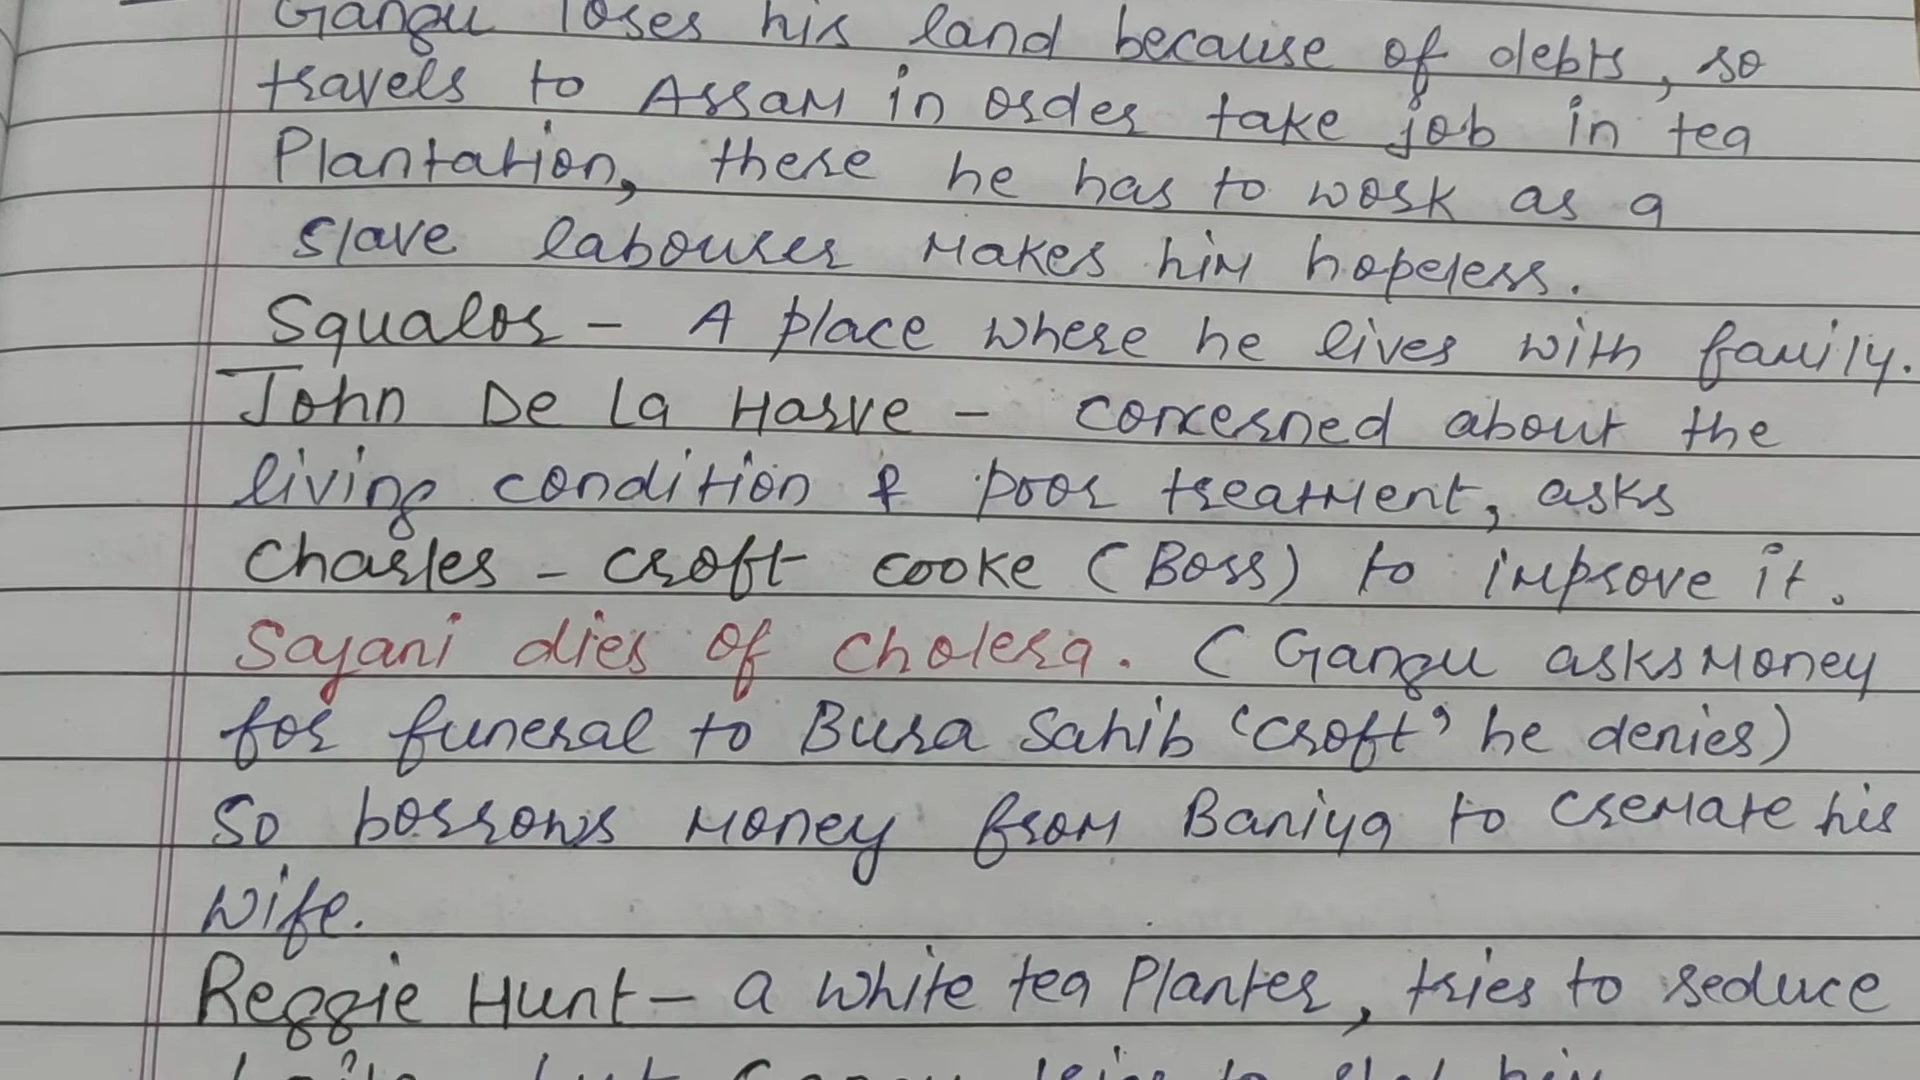 Gangu loses his land because of debts, so
travels to Assam in order take job in tea
Plantation, there he has to work as a
slave labourer makes him hopeless.
Squalor - A place where he lives with family.
John De La Harve - concerned about the
living condition & poor treatment, asks
Charles - croft cooke (Boss) to improve it.
Sajani dies of cholera. (Gangu asks money
for funeral to Bura Sahib 'croft' he denies)
So borrows money from Baniya to cremate his
wife.
Reggie Hunt - a white tea Planter, tries to seduce